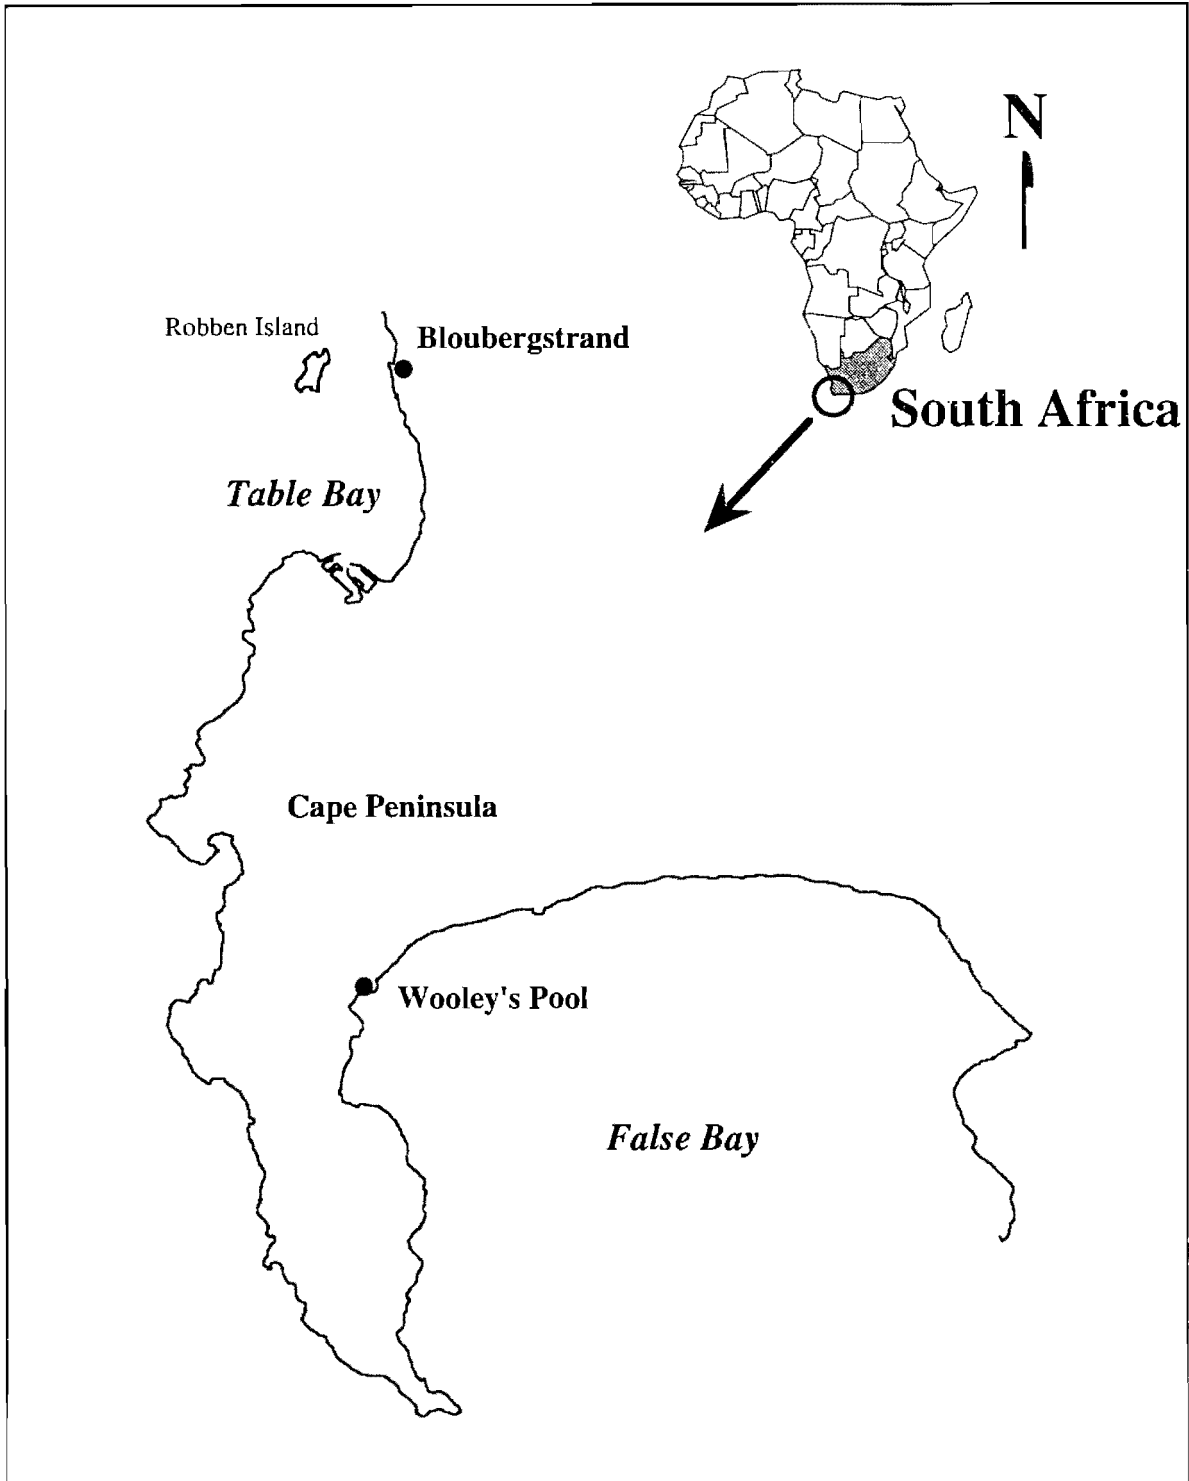 N
Robben Island
Bloubergstrand
South Africa
Table Bay
Cape Peninsula
Wooley's Pool
False Bay